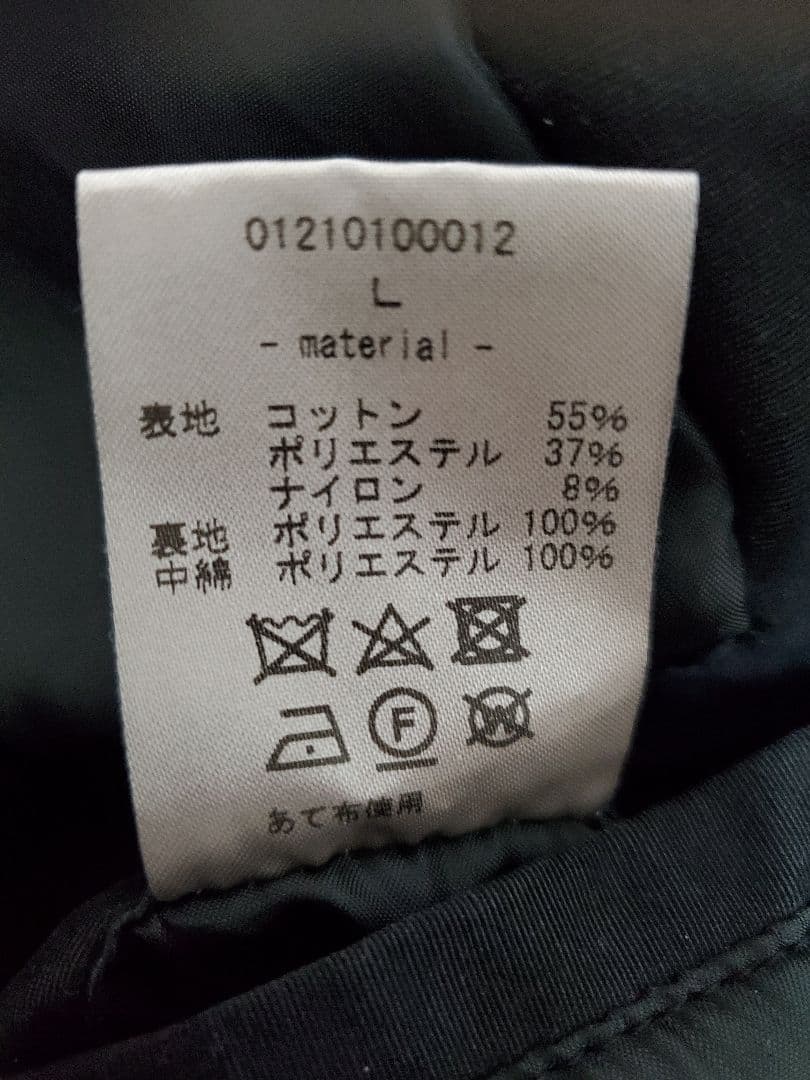 01210100012
L
- material -
表地 コットン 55%
ポリエステル 37%
ナイロン 8%
裏地 ポリエステル 100%
中綿 ポリエステル 100%
F W
あて布使用